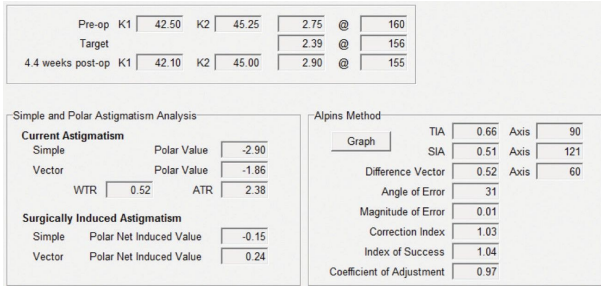 Pre-op K1 42.50 K2 45.25 2.75 @ 160
Target 2.39 @ 156
4.4 weeks post-op K1 42.10 K2 45.00 2.90 @ 155
Simple and Polar Astigmatism Analysis
Current Astigmatism
Simple Polar Value -2.90
Vector Polar Value -1.86
WTR 0.52 ATR 2.38
Surgically Induced Astigmatism
Simple Polar Net Induced Value -0.15
Vector Polar Net Induced Value 0.24
Alpins Method
Graph
TIA 0.66 Axis 90
SIA 0.51 Axis 121
Difference Vector 0.52 Axis 60
Angle of Error 31
Magnitude of Error 0.01
Correction Index 1.03
Index of Success 1.04
Coefficient of Adjustment 0.97